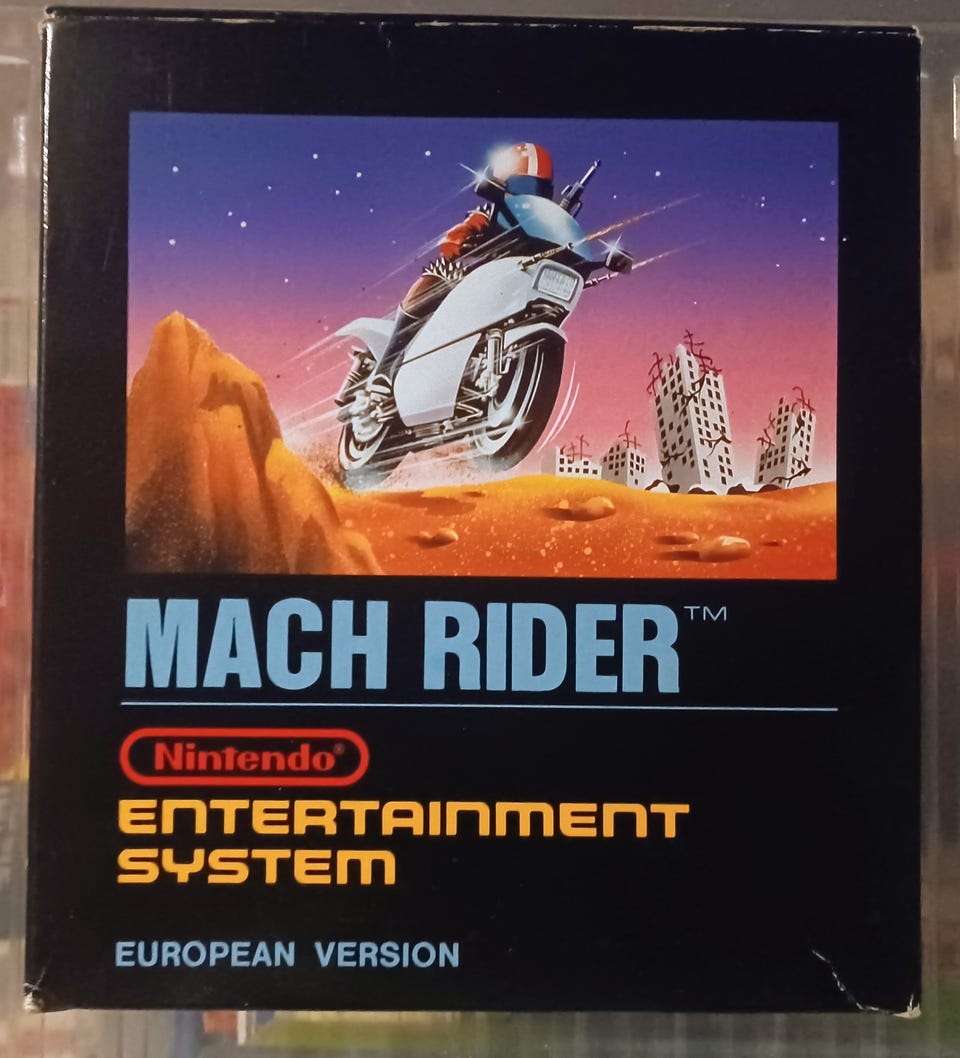 MACH RIDER™
Nintendo®
ENTERTAINMENT
SYSTEM
EUROPEAN VERSION